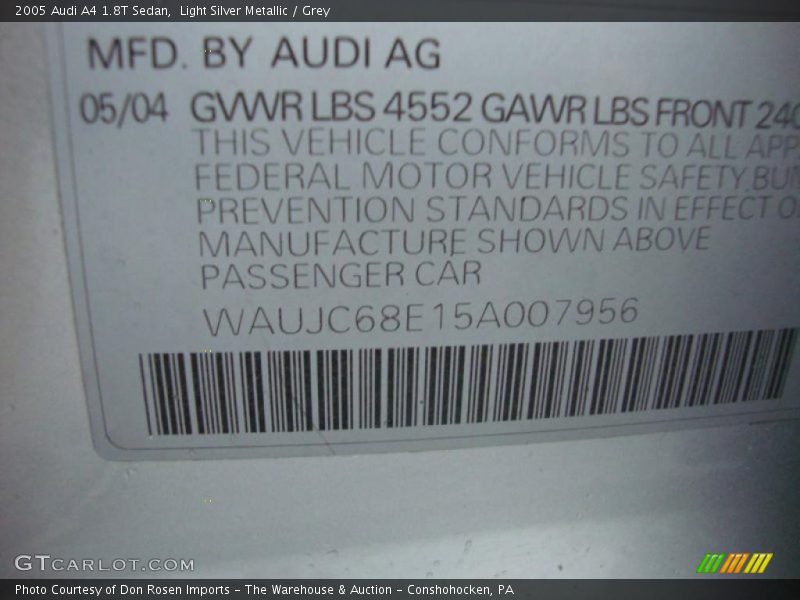 2005 Audi A4 1.8T Sedan,  Light Silver Metallic / Grey
MFD. BY AUDI AG
05/04 GVWR LBS 4552 GAWR LBS FRONT 240
THIS VEHICLE CONFORMS TO ALL APP
FEDERAL MOTOR VEHICLE SAFETY, BUM
PREVENTION STANDARDS IN EFFECT O
MANUFACTURE SHOWN ABOVE
PASSENGER CAR
WAUJC68E15A007956
GTCARLOT.COM
Photo Courtesy of Don Rosen Imports – The Warehouse & Auction – Conshohocken, PA